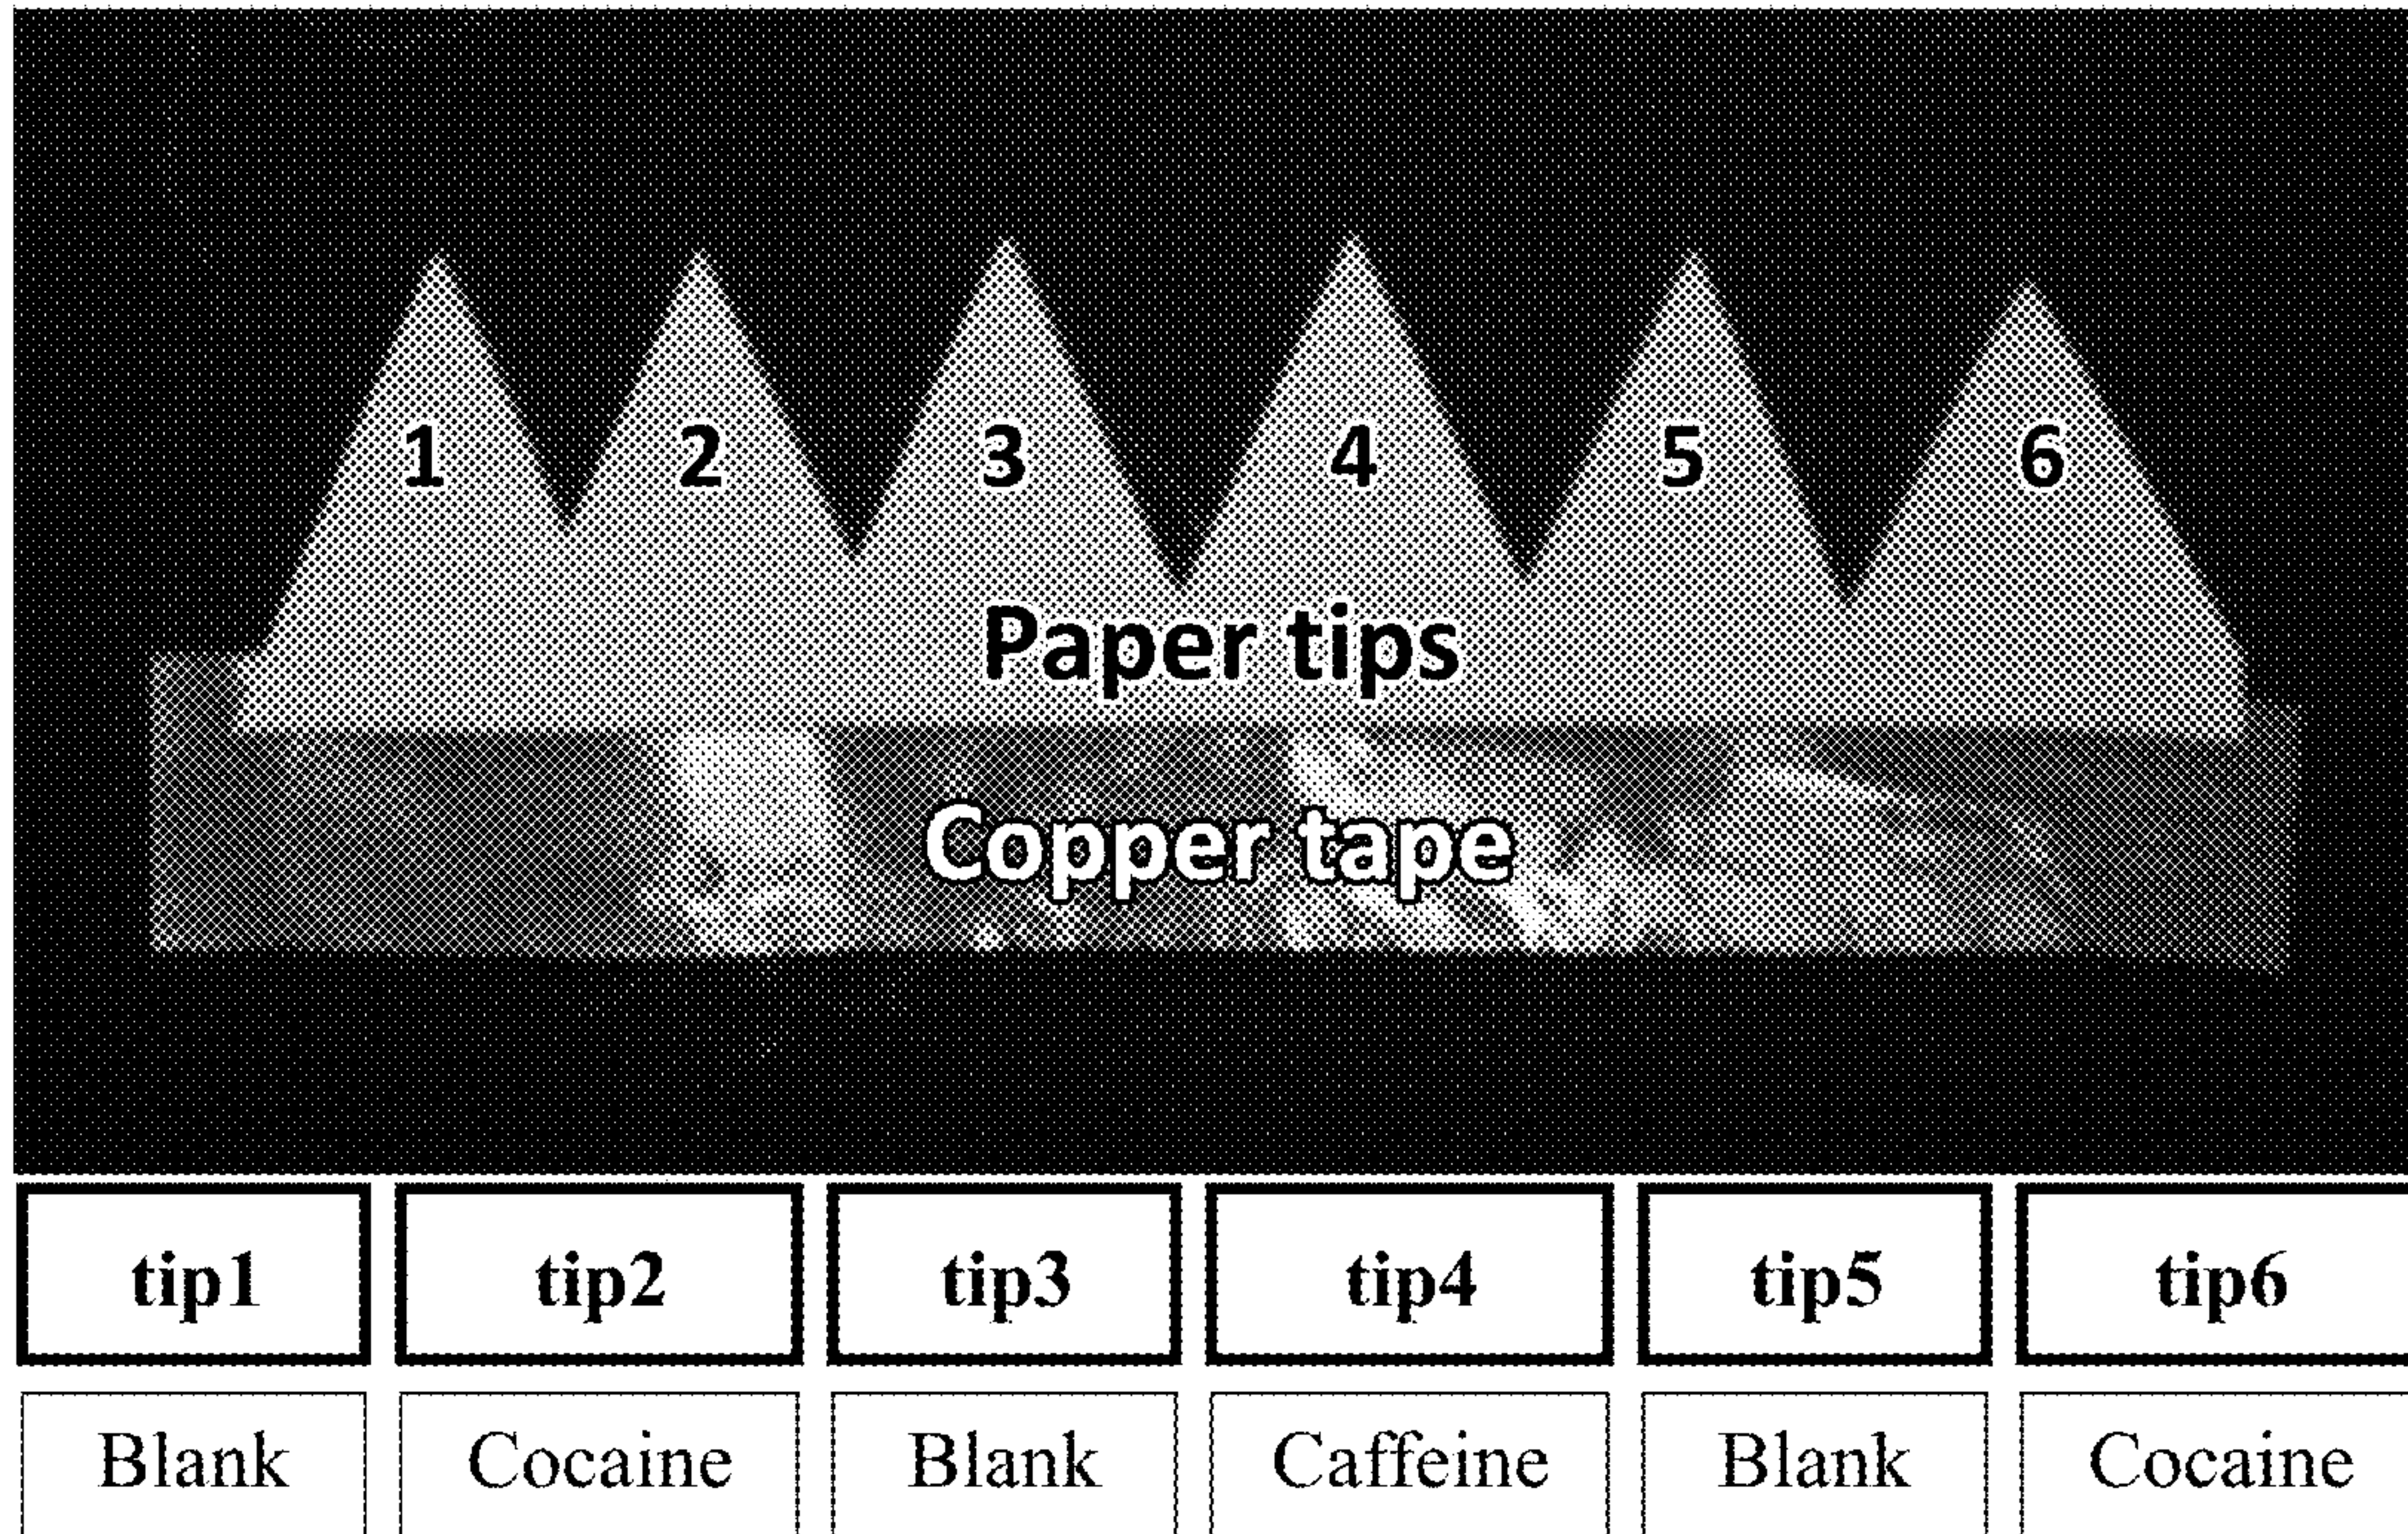 1 2 3 4 5 6
Paper tips
Copper tape
tip1 tip2 tip3 tip4 tip5 tip6
Blank Cocaine Blank Caffeine Blank Cocaine